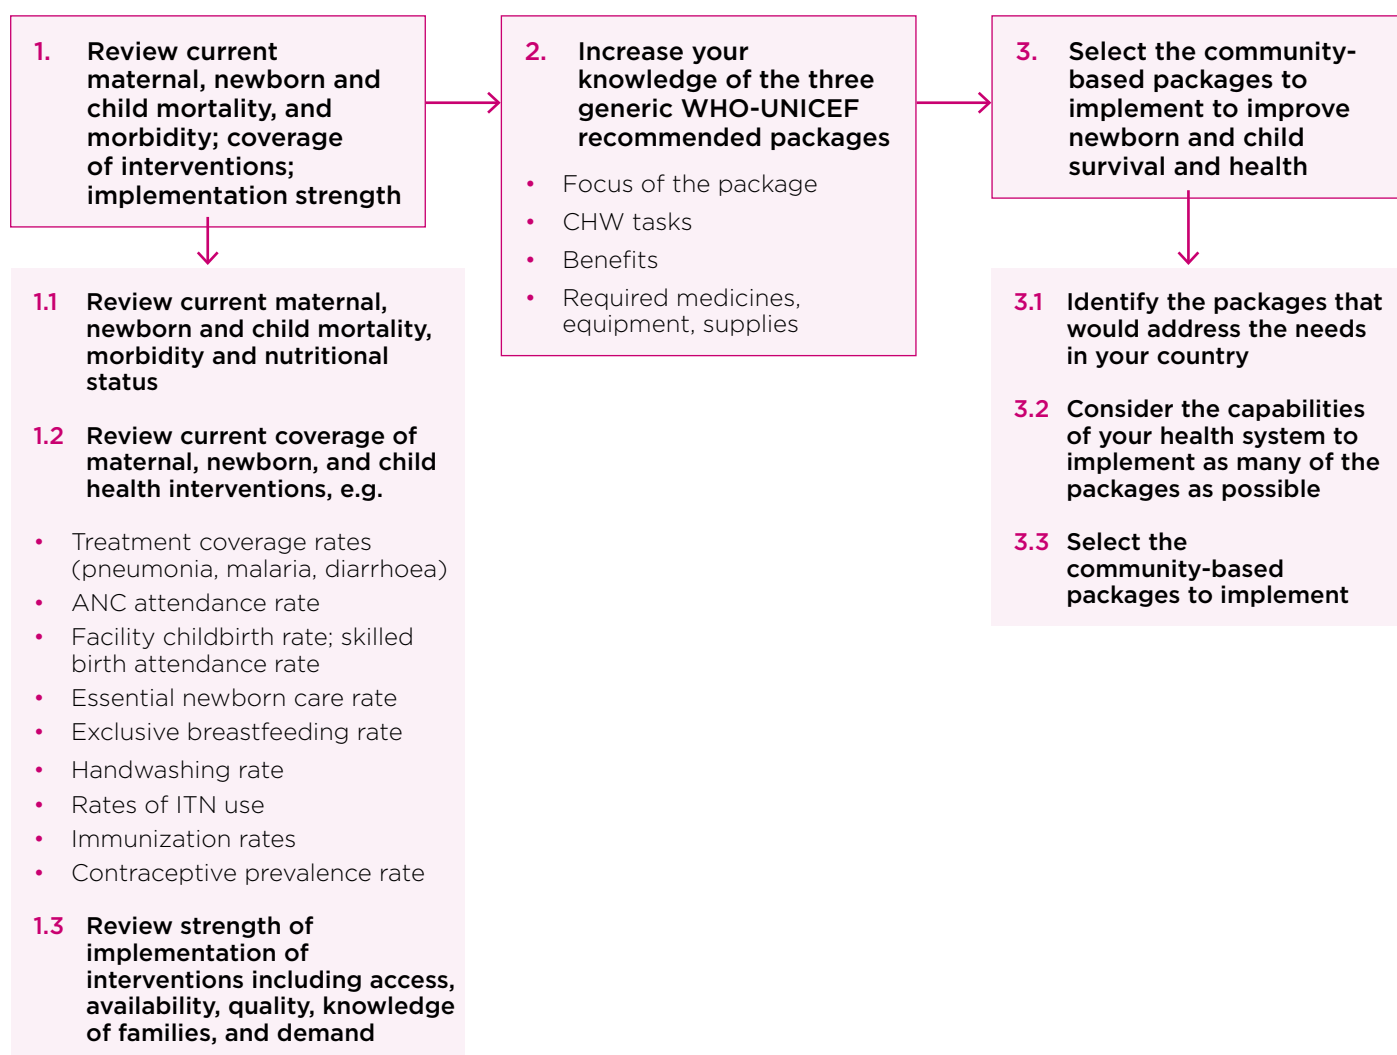 1. Review current
maternal, newborn and
child mortality, and
morbidity; coverage
of interventions;
implementation strength
1.1 Review current maternal,
newborn and child mortality,
morbidity and nutritional
status
1.2 Review current coverage of
maternal, newborn, and child
health interventions, e.g.
• Treatment coverage rates
(pneumonia, malaria, diarrhoea)
• ANC attendance rate
• Facility childbirth rate; skilled
birth attendance rate
• Essential newborn care rate
• Exclusive breastfeeding rate
• Handwashing rate
• Rates of ITN use
• Immunization rates
• Contraceptive prevalence rate
1.3 Review strength of
implementation of
interventions including access,
availability, quality, knowledge
of families, and demand
2. Increase your
knowledge of the three
generic WHO-UNICEF
recommended packages
• Focus of the package
• CHW tasks
• Benefits
• Required medicines,
equipment, supplies
3. Select the community-
based packages to
implement to improve
newborn and child
survival and health
3.1 Identify the packages that
would address the needs
in your country
3.2 Consider the capabilities
of your health system to
implement as many of the
packages as possible
3.3 Select the
community-based
packages to implement